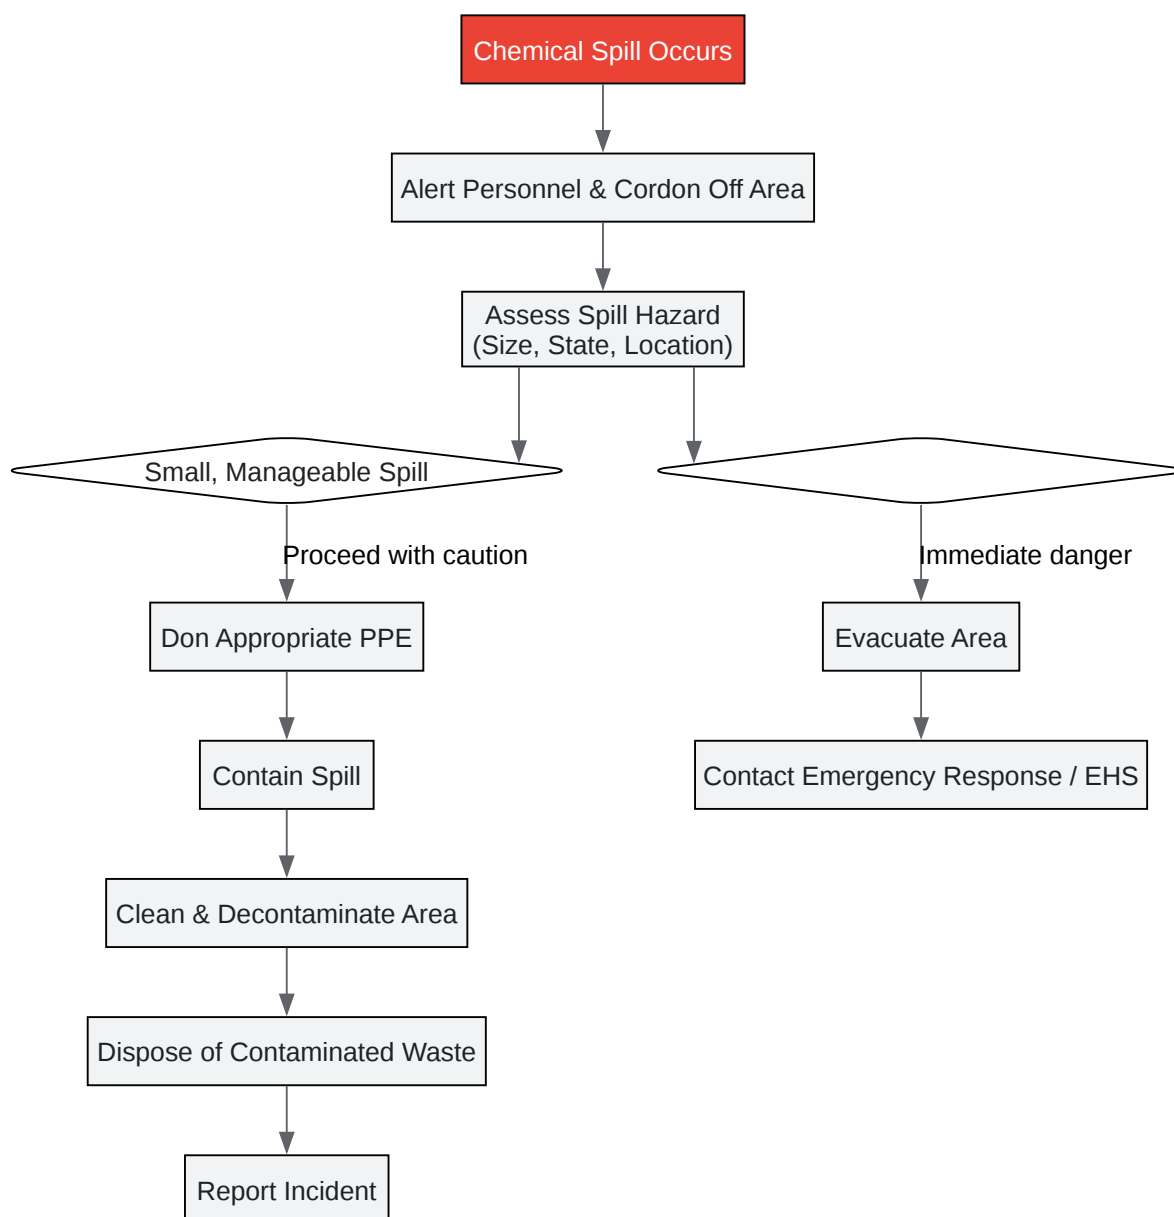 Chemical Spill Occurs
Alert Personnel & Cordon Off Area
Assess Spill Hazard
(Size, State, Location)
Small, Manageable Spill
Proceed with caution
Immediate danger
Don Appropriate PPE
Evacuate Area
Contain Spill
Contact Emergency Response / EHS
Clean & Decontaminate Area
Dispose of Contaminated Waste
Report Incident